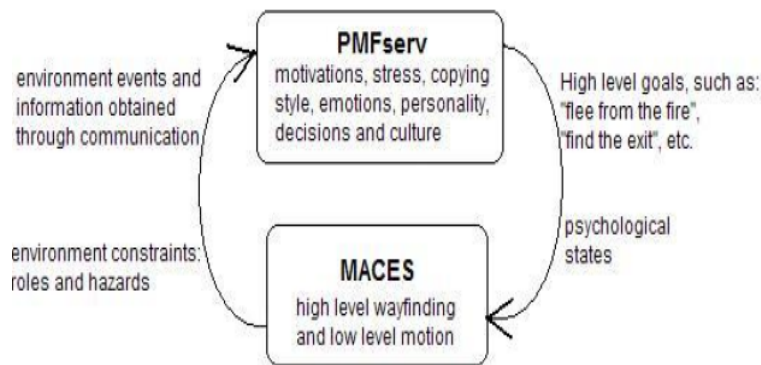 PMFserv
motivations, stress, copying
style, emotions, personality,
decisions and culture
environment events and
information obtained
through communication
High level goals, such as:
"flee from the fire",
"find the exit", etc.
environment constraints:
roles and hazards
psychological
states
MACES
high level wayfinding
and low level motion